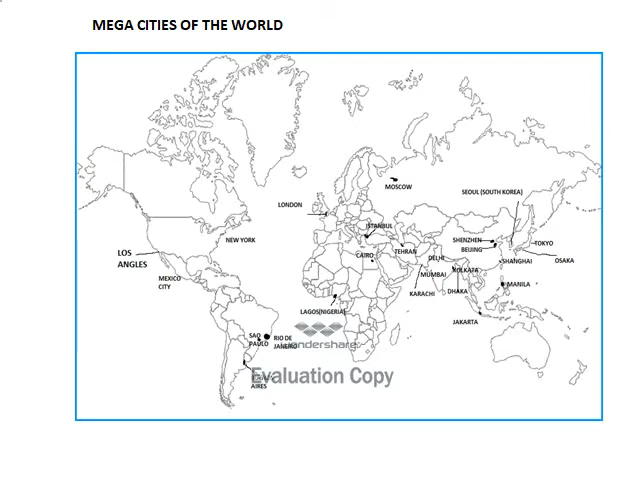 MEGA CITIES OF THE WORLD
MOSCOW
SEOUL (SOUTH KOREA)
LONDON
ISTANBUL
NEW YORK
SHENZHEN
TOKYO
LOS
ANGLES
CAIRO
TEHRAN
DELHI
BEIJING
SHANGHAI
OSAKA
MUMBAI
KOLKATA
MEXICO
CITY
KARACHI
DHAKA
MANILA
LAGOS(NIGERIA)
JAKARTA
SAO
PAULO
RIO DE
JANEIRO
ndershare
Evaluation Copy
AIRES